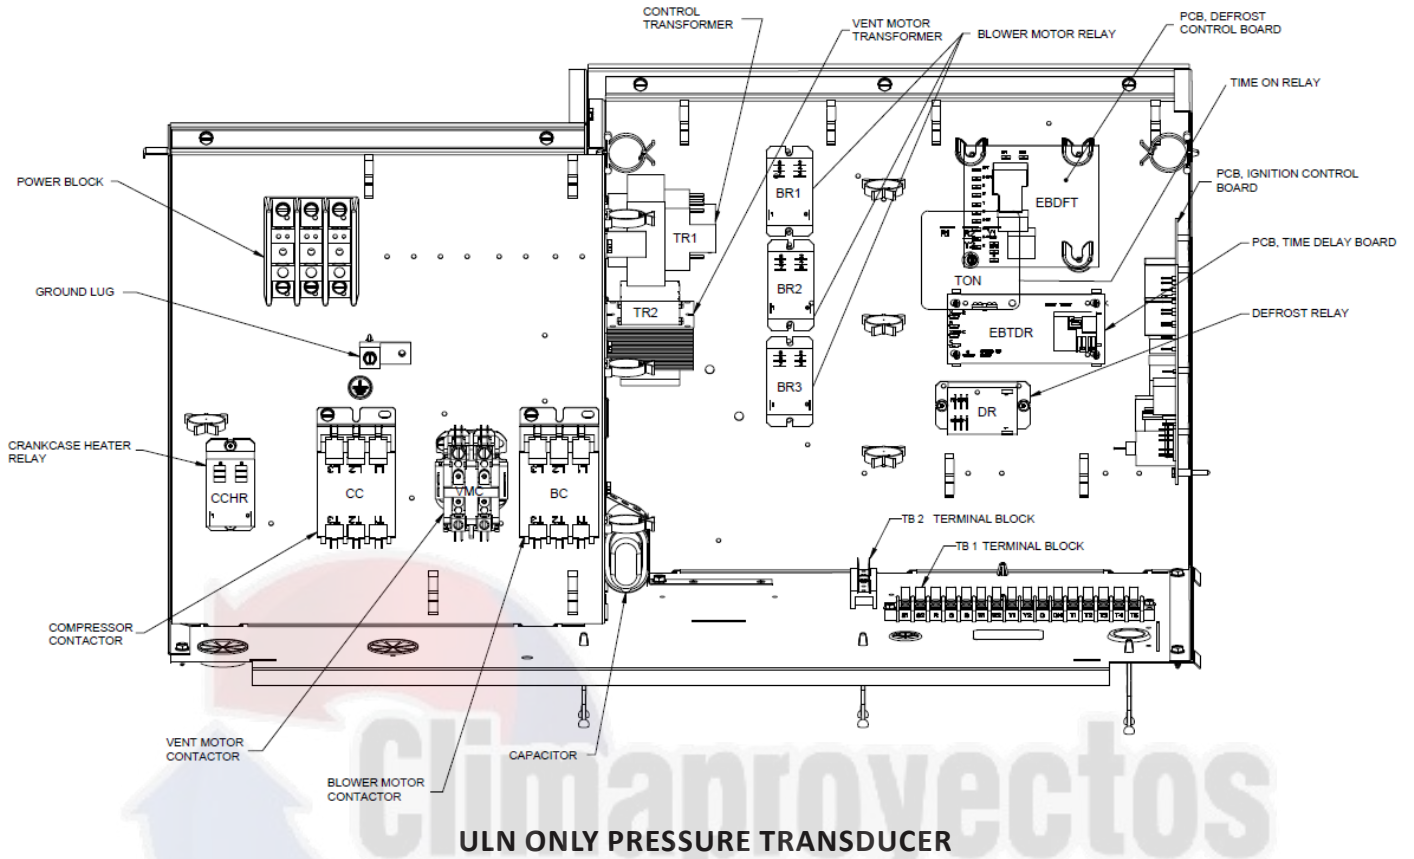 CONTROL
TRANSFORMER
VENT MOTOR
TRANSFORMER
BLOWER MOTOR RELAY
PCB, DEFROST
CONTROL BOARD
TIME ON RELAY
POWER BLOCK
PCB, IGNITION CONTROL
BOARD
BR1
EBDFT
TR1
PCB, TIME DELAY BOARD
GROUND LUG
BR2
TON
TR2
EBTDR
DEFROST RELAY
BR3
DR
CRANKCASE HEATER
RELAY
CCHR
CC
VMC
BC
TB 2 TERMINAL BLOCK
TB 1 TERMINAL BLOCK
COMPRESSOR
CONTACTOR
VENT MOTOR
CONTACTOR
CAPACITOR
BLOWER MOTOR
CONTACTOR
Climaproyectos
ULN ONLY PRESSURE TRANSDUCER